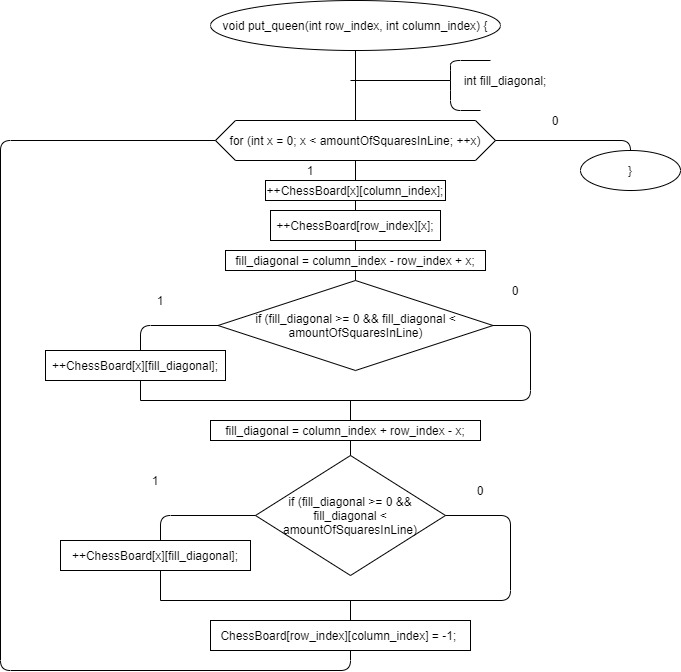 void put_queen(int row_index, int column_index) {
int fill_diagonal;
0
for (int x = 0; x < amountOfSquaresInLine; ++x)
}
1
++ChessBoard[x][column_index];
++ChessBoard[row_index][x];
fill_diagonal = column_index - row_index + x;
1
0
if (fill_diagonal >= 0 && fill_diagonal <
amountOfSquaresInLine)
++ChessBoard[x][fill_diagonal];
fill_diagonal = column_index + row_index - x;
1
0
if (fill_diagonal >= 0 &&
fill_diagonal <
amountOfSquaresInLine)
++ChessBoard[x][fill_diagonal];
ChessBoard[row_index][column_index] = -1;